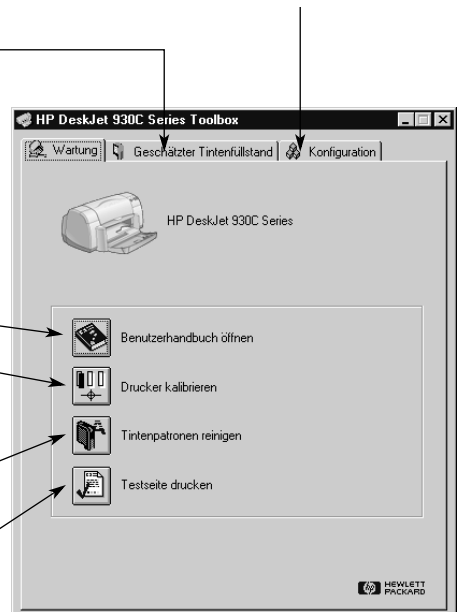 HP DeskJet 930C Series Toolbox
Wartung
Geschätzter Tintenfüllstand
Konfiguration
HP DeskJet 930C Series
Benutzerhandbuch öffnen
Drucker kalibrieren
Tintenpatronen reinigen
Testseite drucken
hp HEWLETT
PACKARD